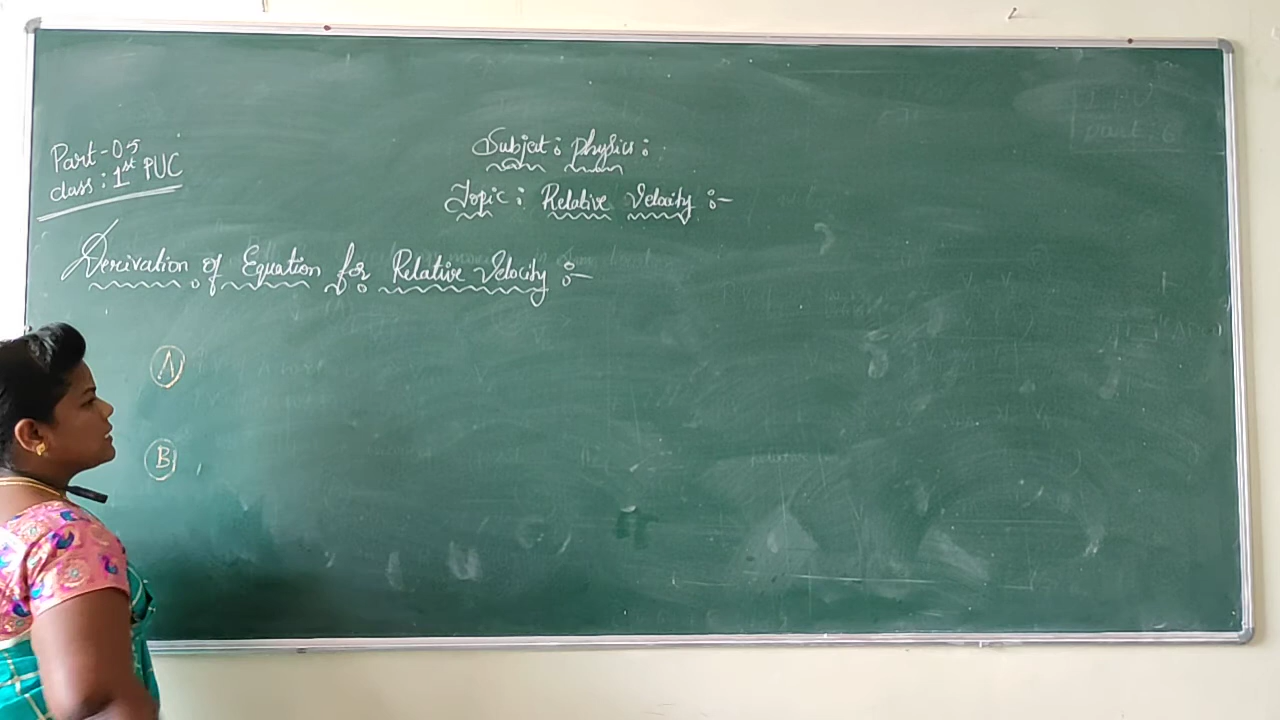 Part-05
class: 1st PUC
Subject: physics:
Topic: Relative Velocity :-
Derivation of Equation for Relative Velocity :-
A
B